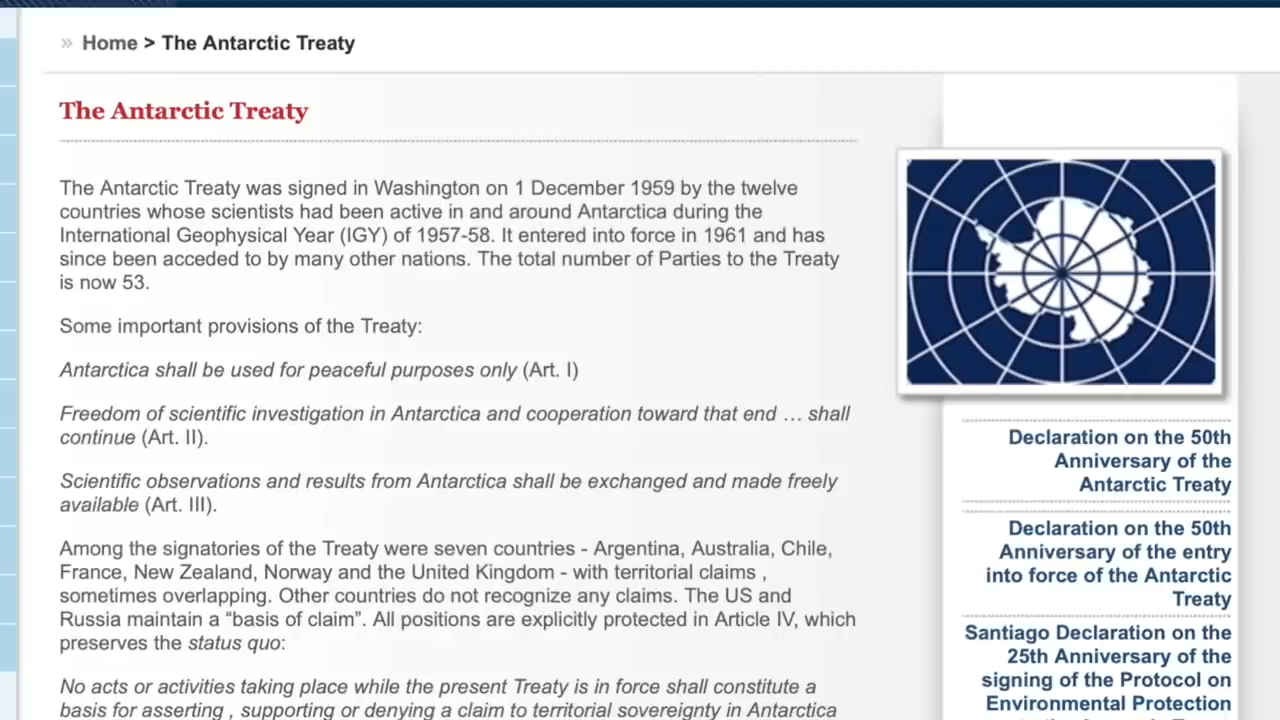 » Home > The Antarctic Treaty
The Antarctic Treaty
The Antarctic Treaty was signed in Washington on 1 December 1959 by the twelve
countries whose scientists had been active in and around Antarctica during the
International Geophysical Year (IGY) of 1957-58. It entered into force in 1961 and has
since been acceded to by many other nations. The total number of Parties to the Treaty
is now 53.
Some important provisions of the Treaty:
Antarctica shall be used for peaceful purposes only (Art. I)
Freedom of scientific investigation in Antarctica and cooperation toward that end … shall
continue (Art. II).
Scientific observations and results from Antarctica shall be exchanged and made freely
available (Art. III).
Among the signatories of the Treaty were seven countries - Argentina, Australia, Chile,
France, New Zealand, Norway and the United Kingdom - with territorial claims ,
sometimes overlapping. Other countries do not recognize any claims. The US and
Russia maintain a “basis of claim”. All positions are explicitly protected in Article IV, which
preserves the status quo:
No acts or activities taking place while the present Treaty is in force shall constitute a
basis for asserting , supporting or denying a claim to territorial sovereignty in Antarctica
Declaration on the 50th
Anniversary of the
Antarctic Treaty
Declaration on the 50th
Anniversary of the entry
into force of the Antarctic
Treaty
Santiago Declaration on the
25th Anniversary of the
signing of the Protocol on
Environmental Protection